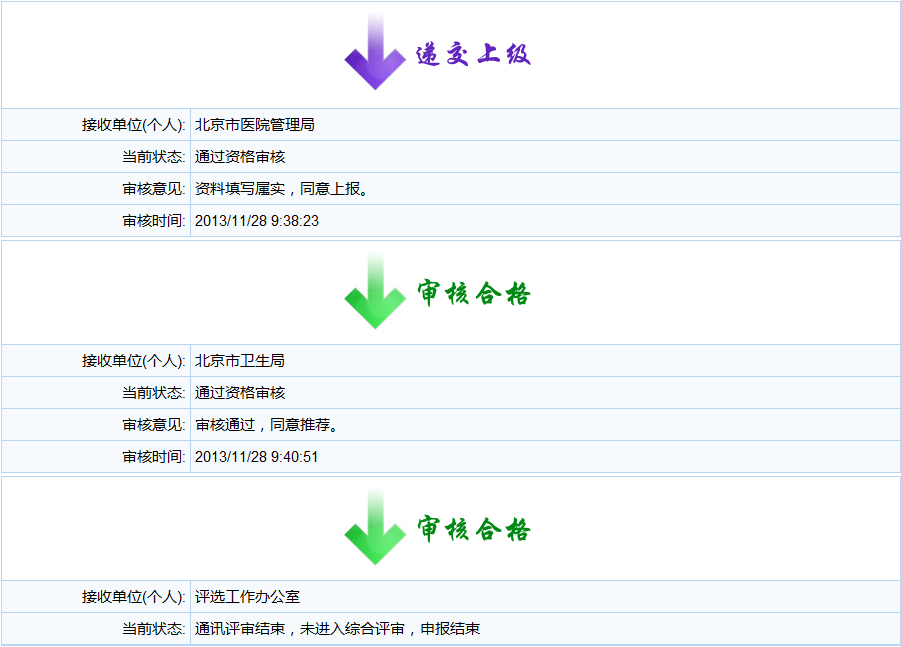 递交上级
接收单位(个人): 北京市医院管理局
当前状态: 通过资格审核
审核意见: 资料填写属实，同意上报。
审核时间: 2013/11/28 9:38:23
审核合格
接收单位(个人): 北京市卫生局
当前状态: 通过资格审核
审核意见: 审核通过，同意推荐。
审核时间: 2013/11/28 9:40:51
审核合格
接收单位(个人): 评选工作办公室
当前状态: 通讯评审结束，未进入综合评审，申报结束